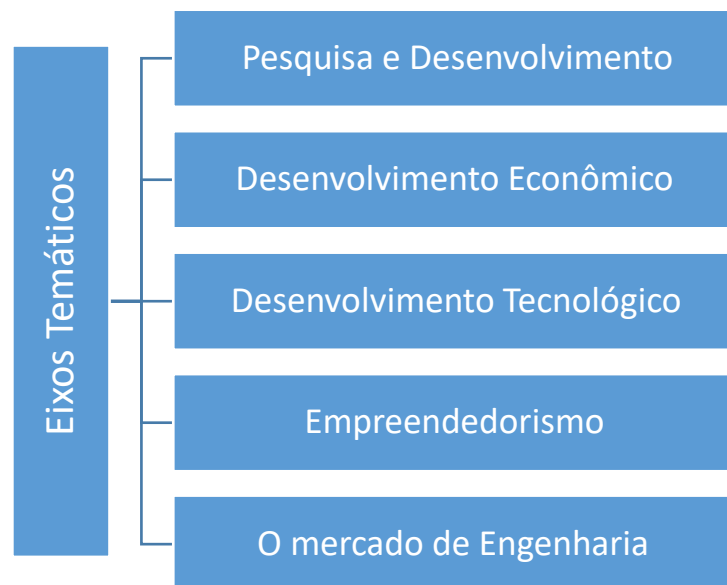 Eixos Temáticos
Pesquisa e Desenvolvimento
Desenvolvimento Econômico
Desenvolvimento Tecnológico
Empreendedorismo
O mercado de Engenharia